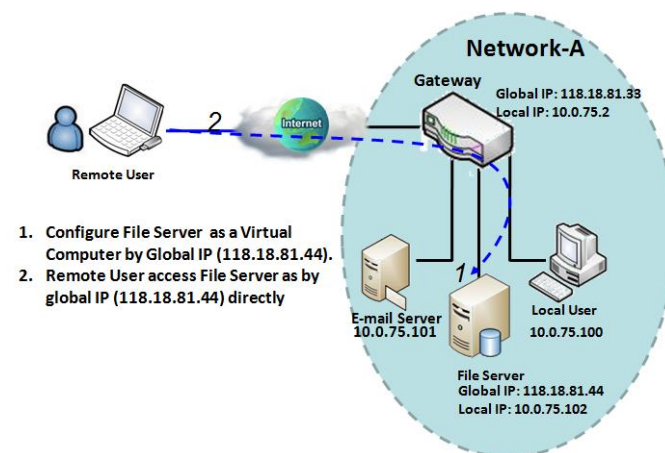 Network-A
Gateway
Global IP: 118.18.81.33
Local IP: 10.0.75.2
2
Internet
Remote User
1. Configure File Server as a Virtual
Computer by Global IP (118.18.81.44).
2. Remote User access File Server as by
global IP (118.18.81.44) directly
1
E-mail Server
10.0.75.101
Local User
10.0.75.100
File Server
Global IP: 118.18.81.44
Local IP: 10.0.75.102